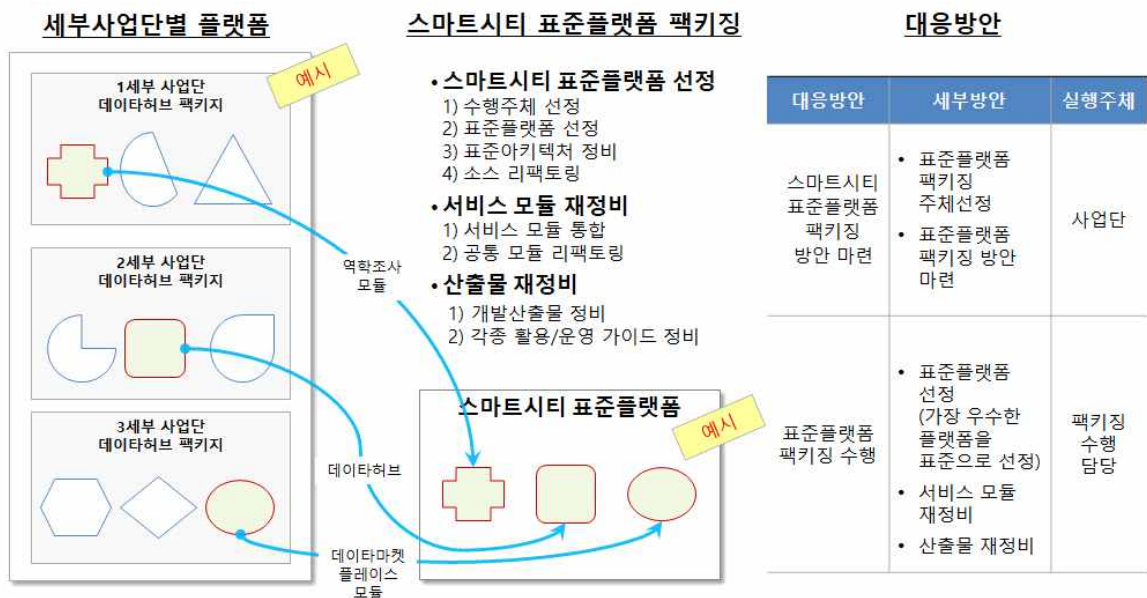 세부사업단별 플랫폼
예시
1세부 사업단
데이타허브 팩키지
2세부 사업단
데이타허브 팩키지
3세부 사업단
데이타허브 팩키지
역학조사
모듈
데이타허브
데이타마켓
플레이스
모듈
스마트시티 표준플랫폼 팩키징
• 스마트시티 표준플랫폼 선정
1) 수행주체 선정
2) 표준플랫폼 선정
3) 표준아키텍처 정비
4) 소스 리팩토링
• 서비스 모듈 재정비
1) 서비스 모듈 통합
2) 공통 모듈 리팩토링
• 산출물 재정비
1) 개발산출물 정비
2) 각종 활용/운영 가이드 정비
스마트시티 표준플랫폼
예시
대응방안
대응방안 세부방안 실행주체
스마트시티
표준플랫폼
팩키징
방안 마련
• 표준플랫폼
팩키징
주체선정
• 표준플랫폼
팩키징 방안
마련
사업단
표준플랫폼
팩키징 수행
• 표준플랫폼
선정
(가장 우수한
플랫폼을
표준으로 선정)
• 서비스 모듈
재정비
• 산출물 재정비
팩키징
수행
담당